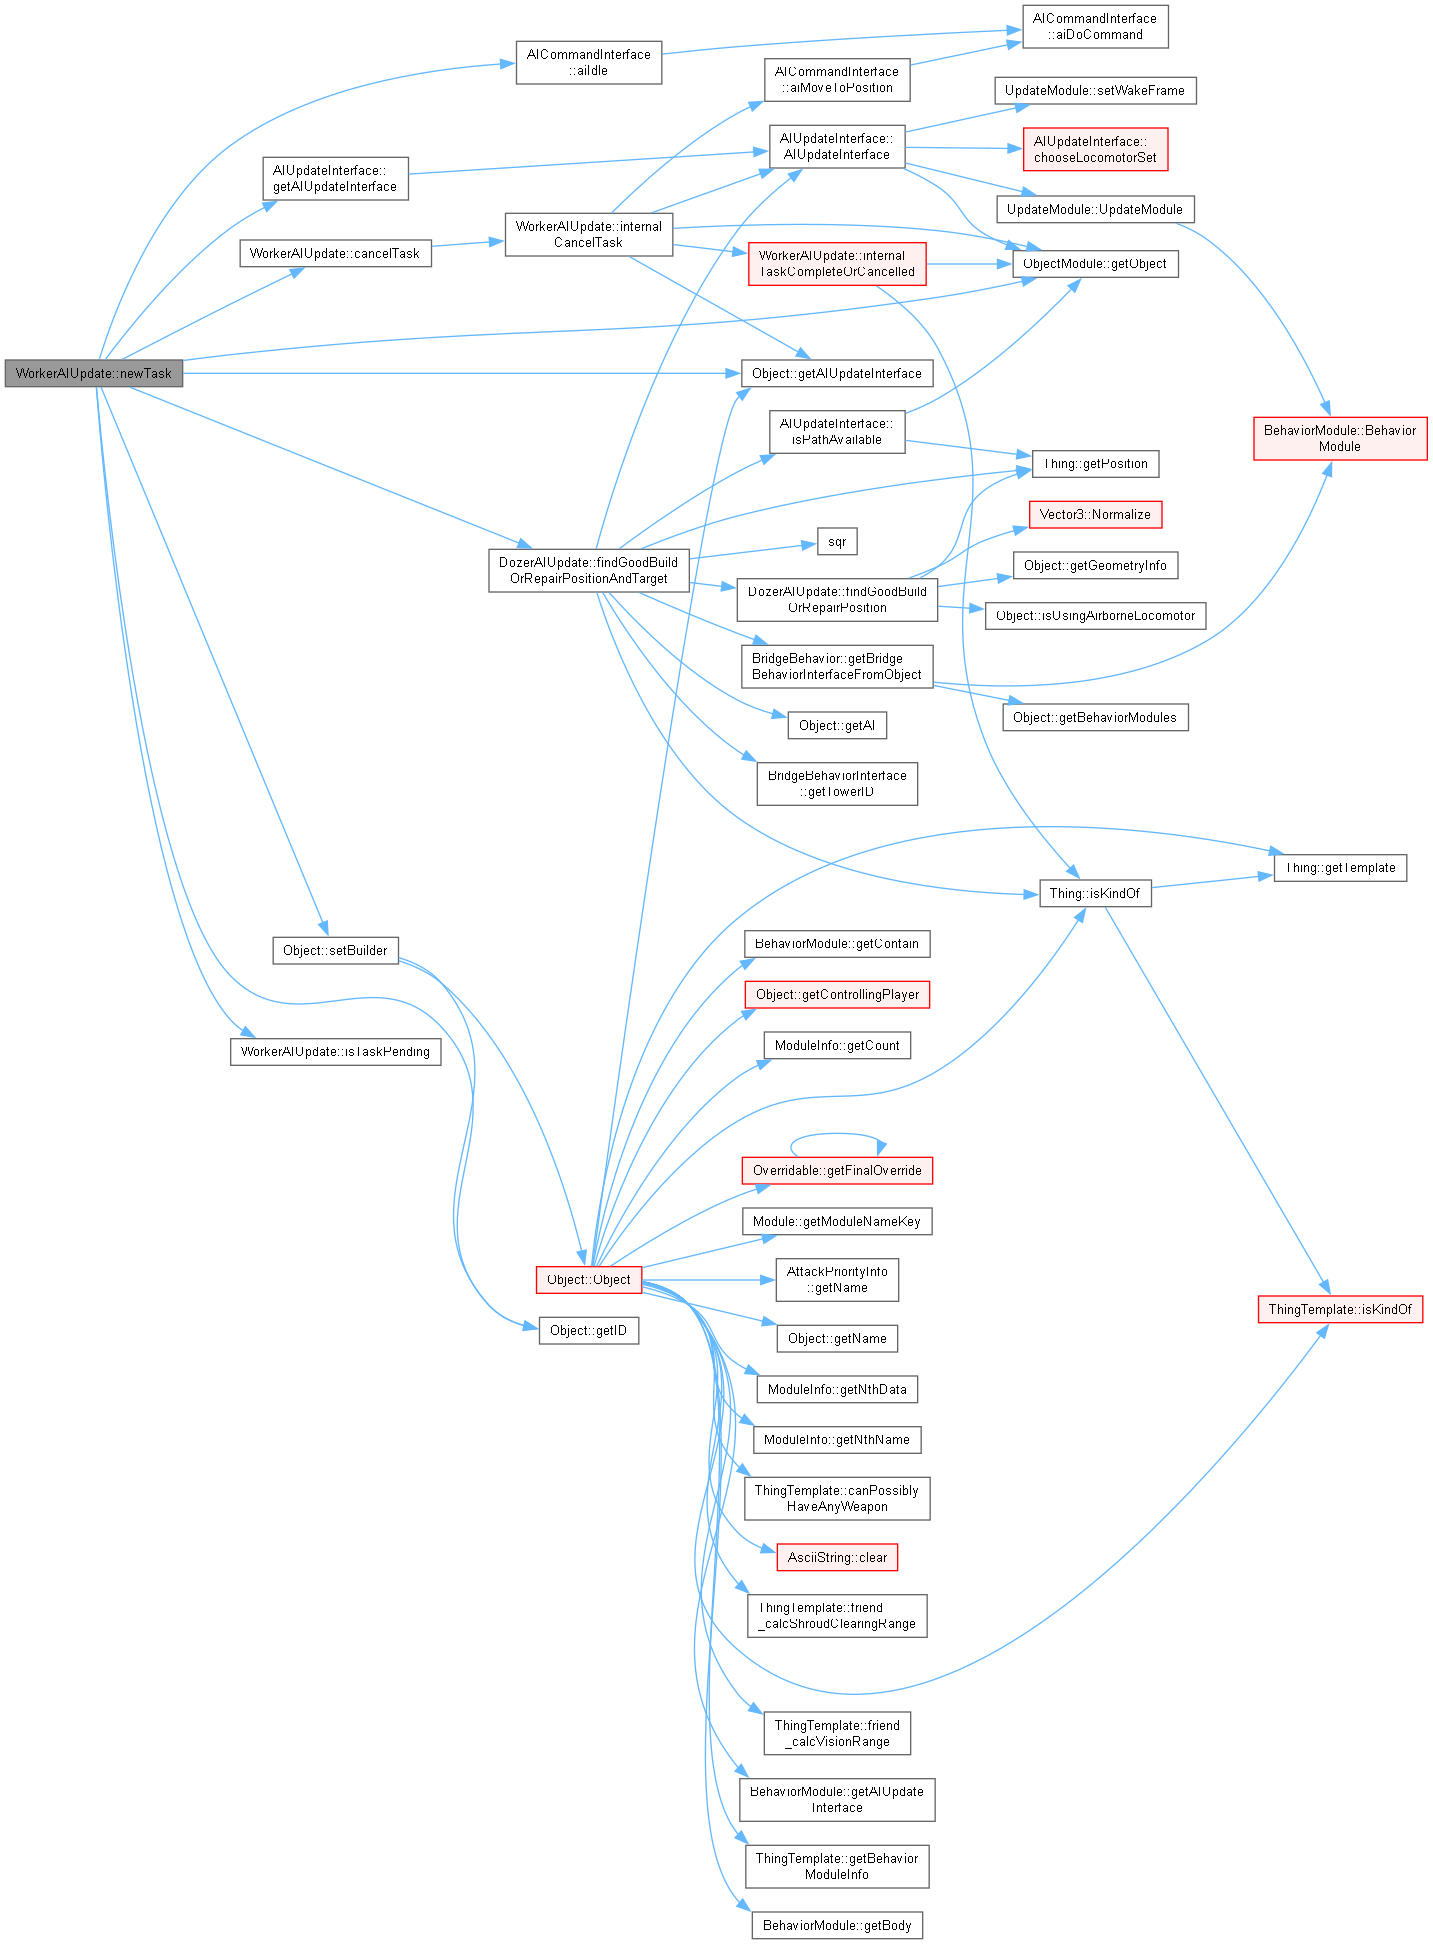 AICommandInterface
::aiDoCommand
AICommandInterface
::aiIdle
AICommandInterface
::aiMoveToPosition
UpdateModule::setWakeFrame
AIUpdateInterface::
AIUpdateInterface
AIUpdateInterface::
chooseLocomotorSet
AIUpdateInterface::
getAIUpdateInterface
UpdateModule::UpdateModule
WorkerAIUpdate::internal
CancelTask
WorkerAIUpdate::cancelTask
WorkerAIUpdate::internal
TaskCompleteOrCancelled
ObjectModule::getObject
WorkerAIUpdate::newTask
Object::getAIUpdateInterface
AIUpdateInterface::
isPathAvailable
BehaviorModule::Behavior
Module
Thing::getPosition
Vector3::Normalize
sqr
DozerAIUpdate::findGoodBuild
OrRepairPositionAndTarget
Object::getGeometryInfo
DozerAIUpdate::findGoodBuild
OrRepairPosition
Object::isUsingAirborneLocomotor
BridgeBehavior::getBridge
BehaviorInterfaceFromObject
Object::getBehaviorModules
Object::getAI
BridgeBehaviorInterface
::getTowerID
Thing::getTemplate
Thing::isKindOf
Object::setBuilder
BehaviorModule::getContain
Object::getControllingPlayer
ModuleInfo::getCount
WorkerAIUpdate::isTaskPending
Overridable::getFinalOverride
Module::getModuleNameKey
Object::Object
AttackPriorityInfo
::getName
ThingTemplate::isKindOf
Object::getID
Object::getName
ModuleInfo::getNthData
ModuleInfo::getNthName
ThingTemplate::canPossibly
HaveAnyWeapon
AsciiString::clear
ThingTemplate::friend
_calcShroudClearingRange
ThingTemplate::friend
_calcVisionRange
BehaviorModule::getAIUpdate
Interface
ThingTemplate::getBehavior
ModuleInfo
BehaviorModule::getBody